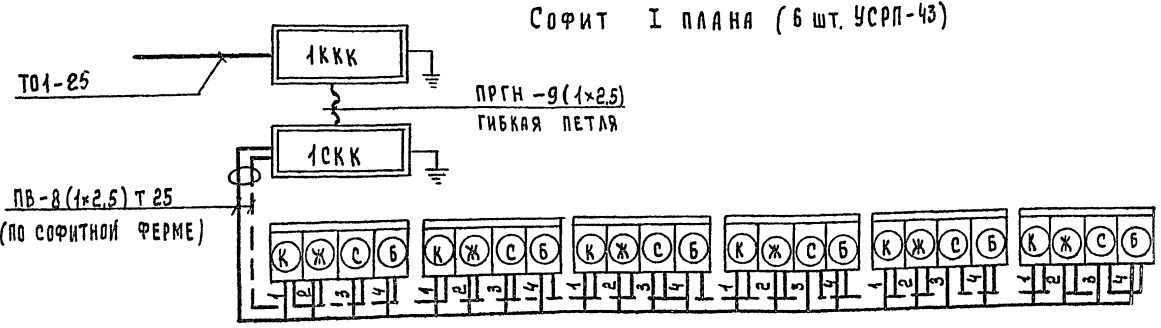 СОФИТ I ПЛАНА (6 шт. УСРП-43)
1ККК
ТО1-25
ПРГН-9(1×2,5)
ГИБКАЯ ПЕТЛЯ
1СКК
ПВ-8(1×2,5) Т 25
(ПО СОФИТНОЙ ФЕРМЕ)
К Ж С Б К Ж С Б К Ж С Б К Ж С Б К Ж С Б К Ж С Б
1 2 3 4 1 2 3 4 1 2 3 4 1 2 3 4 1 2 3 4 1 2 3 4